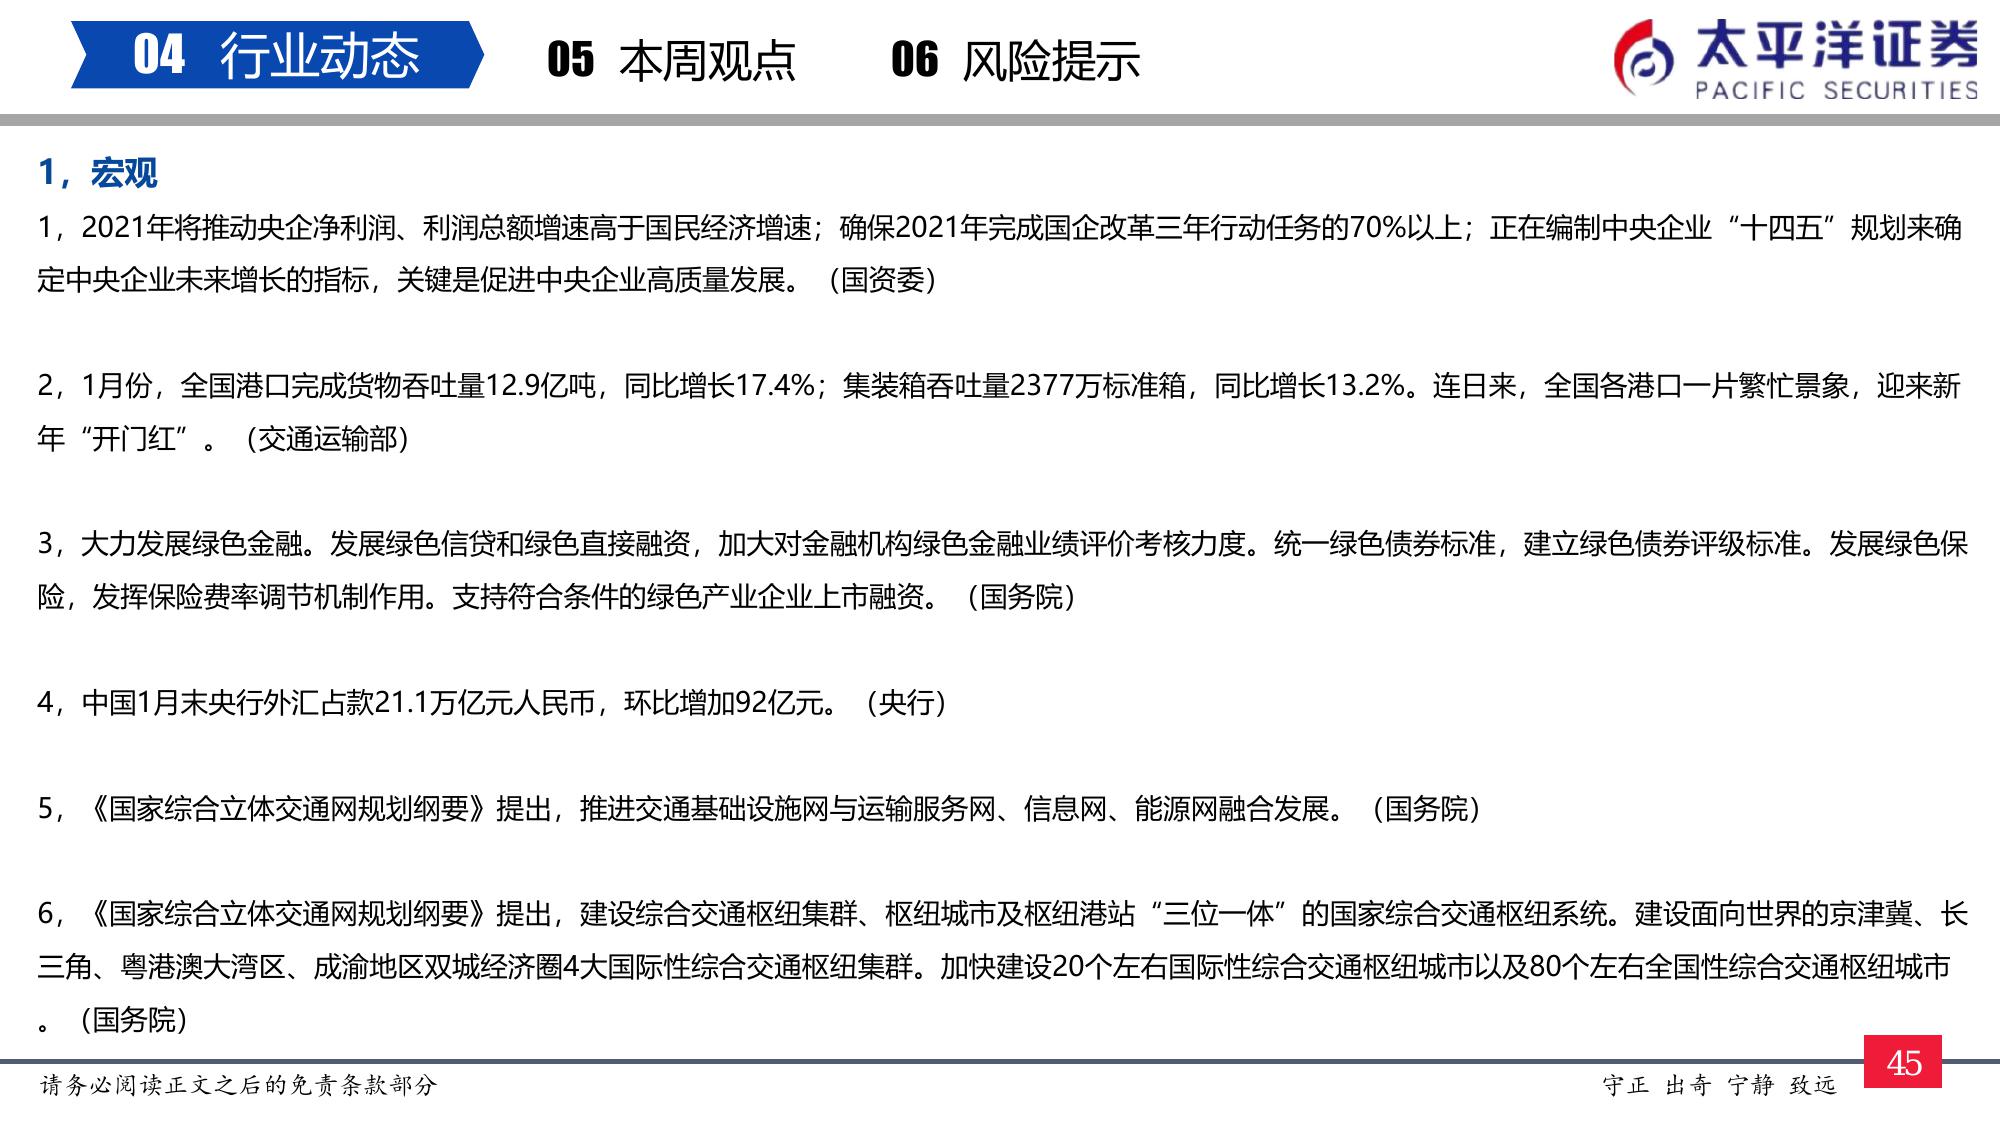 04 行业动态 05 本周观点 06 风险提示 太平洋证券
PACIFIC SECURITIES
1，宏观
1，2021年将推动央企净利润、利润总额增速高于国民经济增速；确保2021年完成国企改革三年行动任务的70%以上；正在编制中央企业“十四五”规划来确
定中央企业未来增长的指标，关键是促进中央企业高质量发展。（国资委）
2，1月份，全国港口完成货物吞吐量12.9亿吨，同比增长17.4%；集装箱吞吐量2377万标准箱，同比增长13.2%。连日来，全国各港口一片繁忙景象，迎来新
年“开门红”。（交通运输部）
3，大力发展绿色金融。发展绿色信贷和绿色直接融资，加大对金融机构绿色金融业绩评价考核力度。统一绿色债券标准，建立绿色债券评级标准。发展绿色保
险，发挥保险费率调节机制作用。支持符合条件的绿色产业企业上市融资。（国务院）
4，中国1月末央行外汇占款21.1万亿元人民币，环比增加92亿元。（央行）
5，《国家综合立体交通网规划纲要》提出，推进交通基础设施网与运输服务网、信息网、能源网融合发展。（国务院）
6，《国家综合立体交通网规划纲要》提出，建设综合交通枢纽集群、枢纽城市及枢纽港站“三位一体”的国家综合交通枢纽系统。建设面向世界的京津冀、长
三角、粤港澳大湾区、成渝地区双城经济圈4大国际性综合交通枢纽集群。加快建设20个左右国际性综合交通枢纽城市以及80个左右全国性综合交通枢纽城市
。（国务院）
45
请务必阅读正文之后的免责条款部分 守正 出奇 宁静 致远